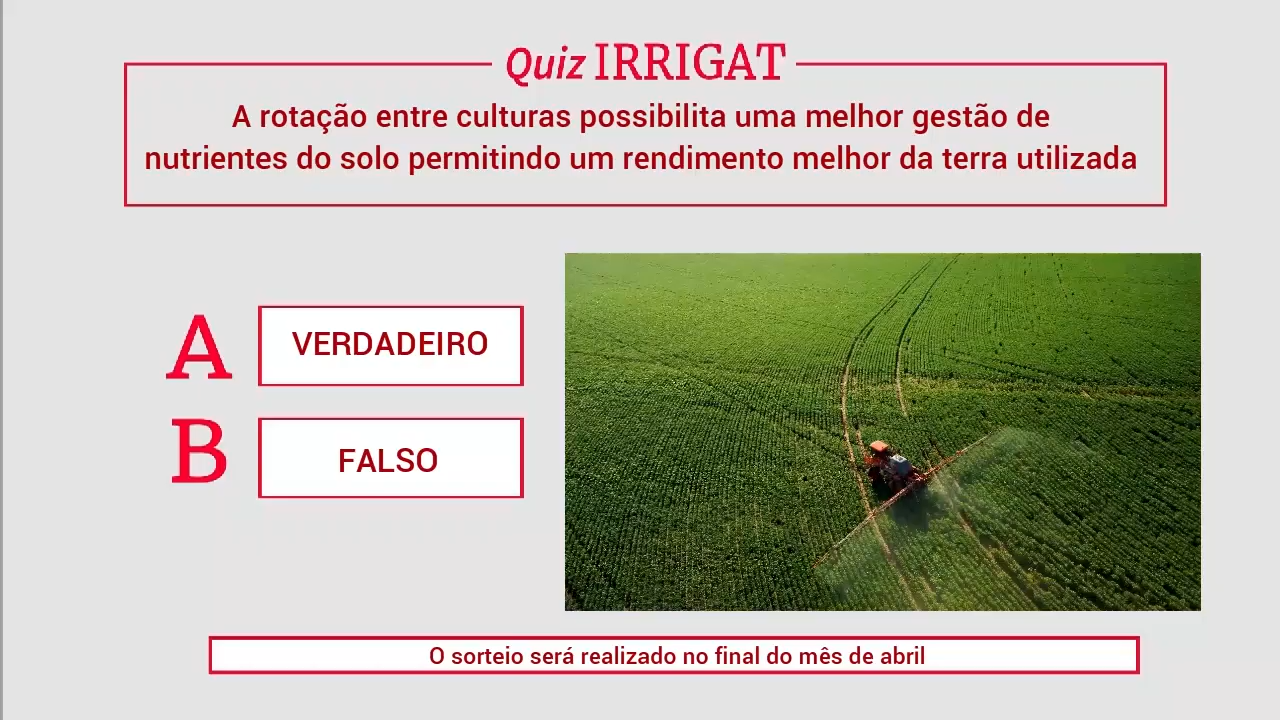 Quiz IRRIGAT
A rotação entre culturas possibilita uma melhor gestão de
nutrientes do solo permitindo um rendimento melhor da terra utilizada
A VERDADEIRO
B FALSO
O sorteio será realizado no final do mês de abril